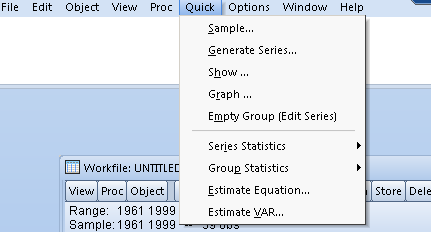 File Edit Object View Proc Quick Options Window Help
Sample...
Generate Series...
Show ...
Graph ...
Empty Group (Edit Series)
Series Statistics
Group Statistics
Estimate Equation...
Estimate VAR...
Workfile: UNTITLED
View Proc Object Store Dele
Range: 1961 1999
Sample: 1961 1999 -- 39 obs